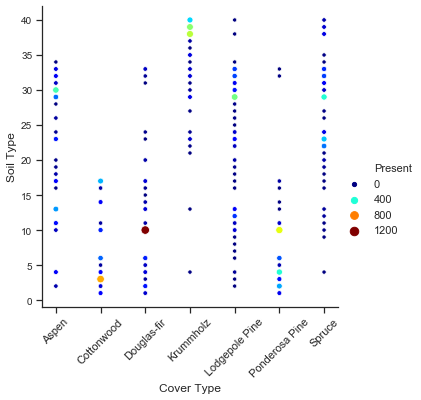 40
35
30
25
20
15
10
5
0
Soil Type
Aspen
Cottonwood
Douglas-fir
Krummholz
Lodgepole Pine
Ponderosa Pine
Spruce
Cover Type
Present
0
400
800
1200